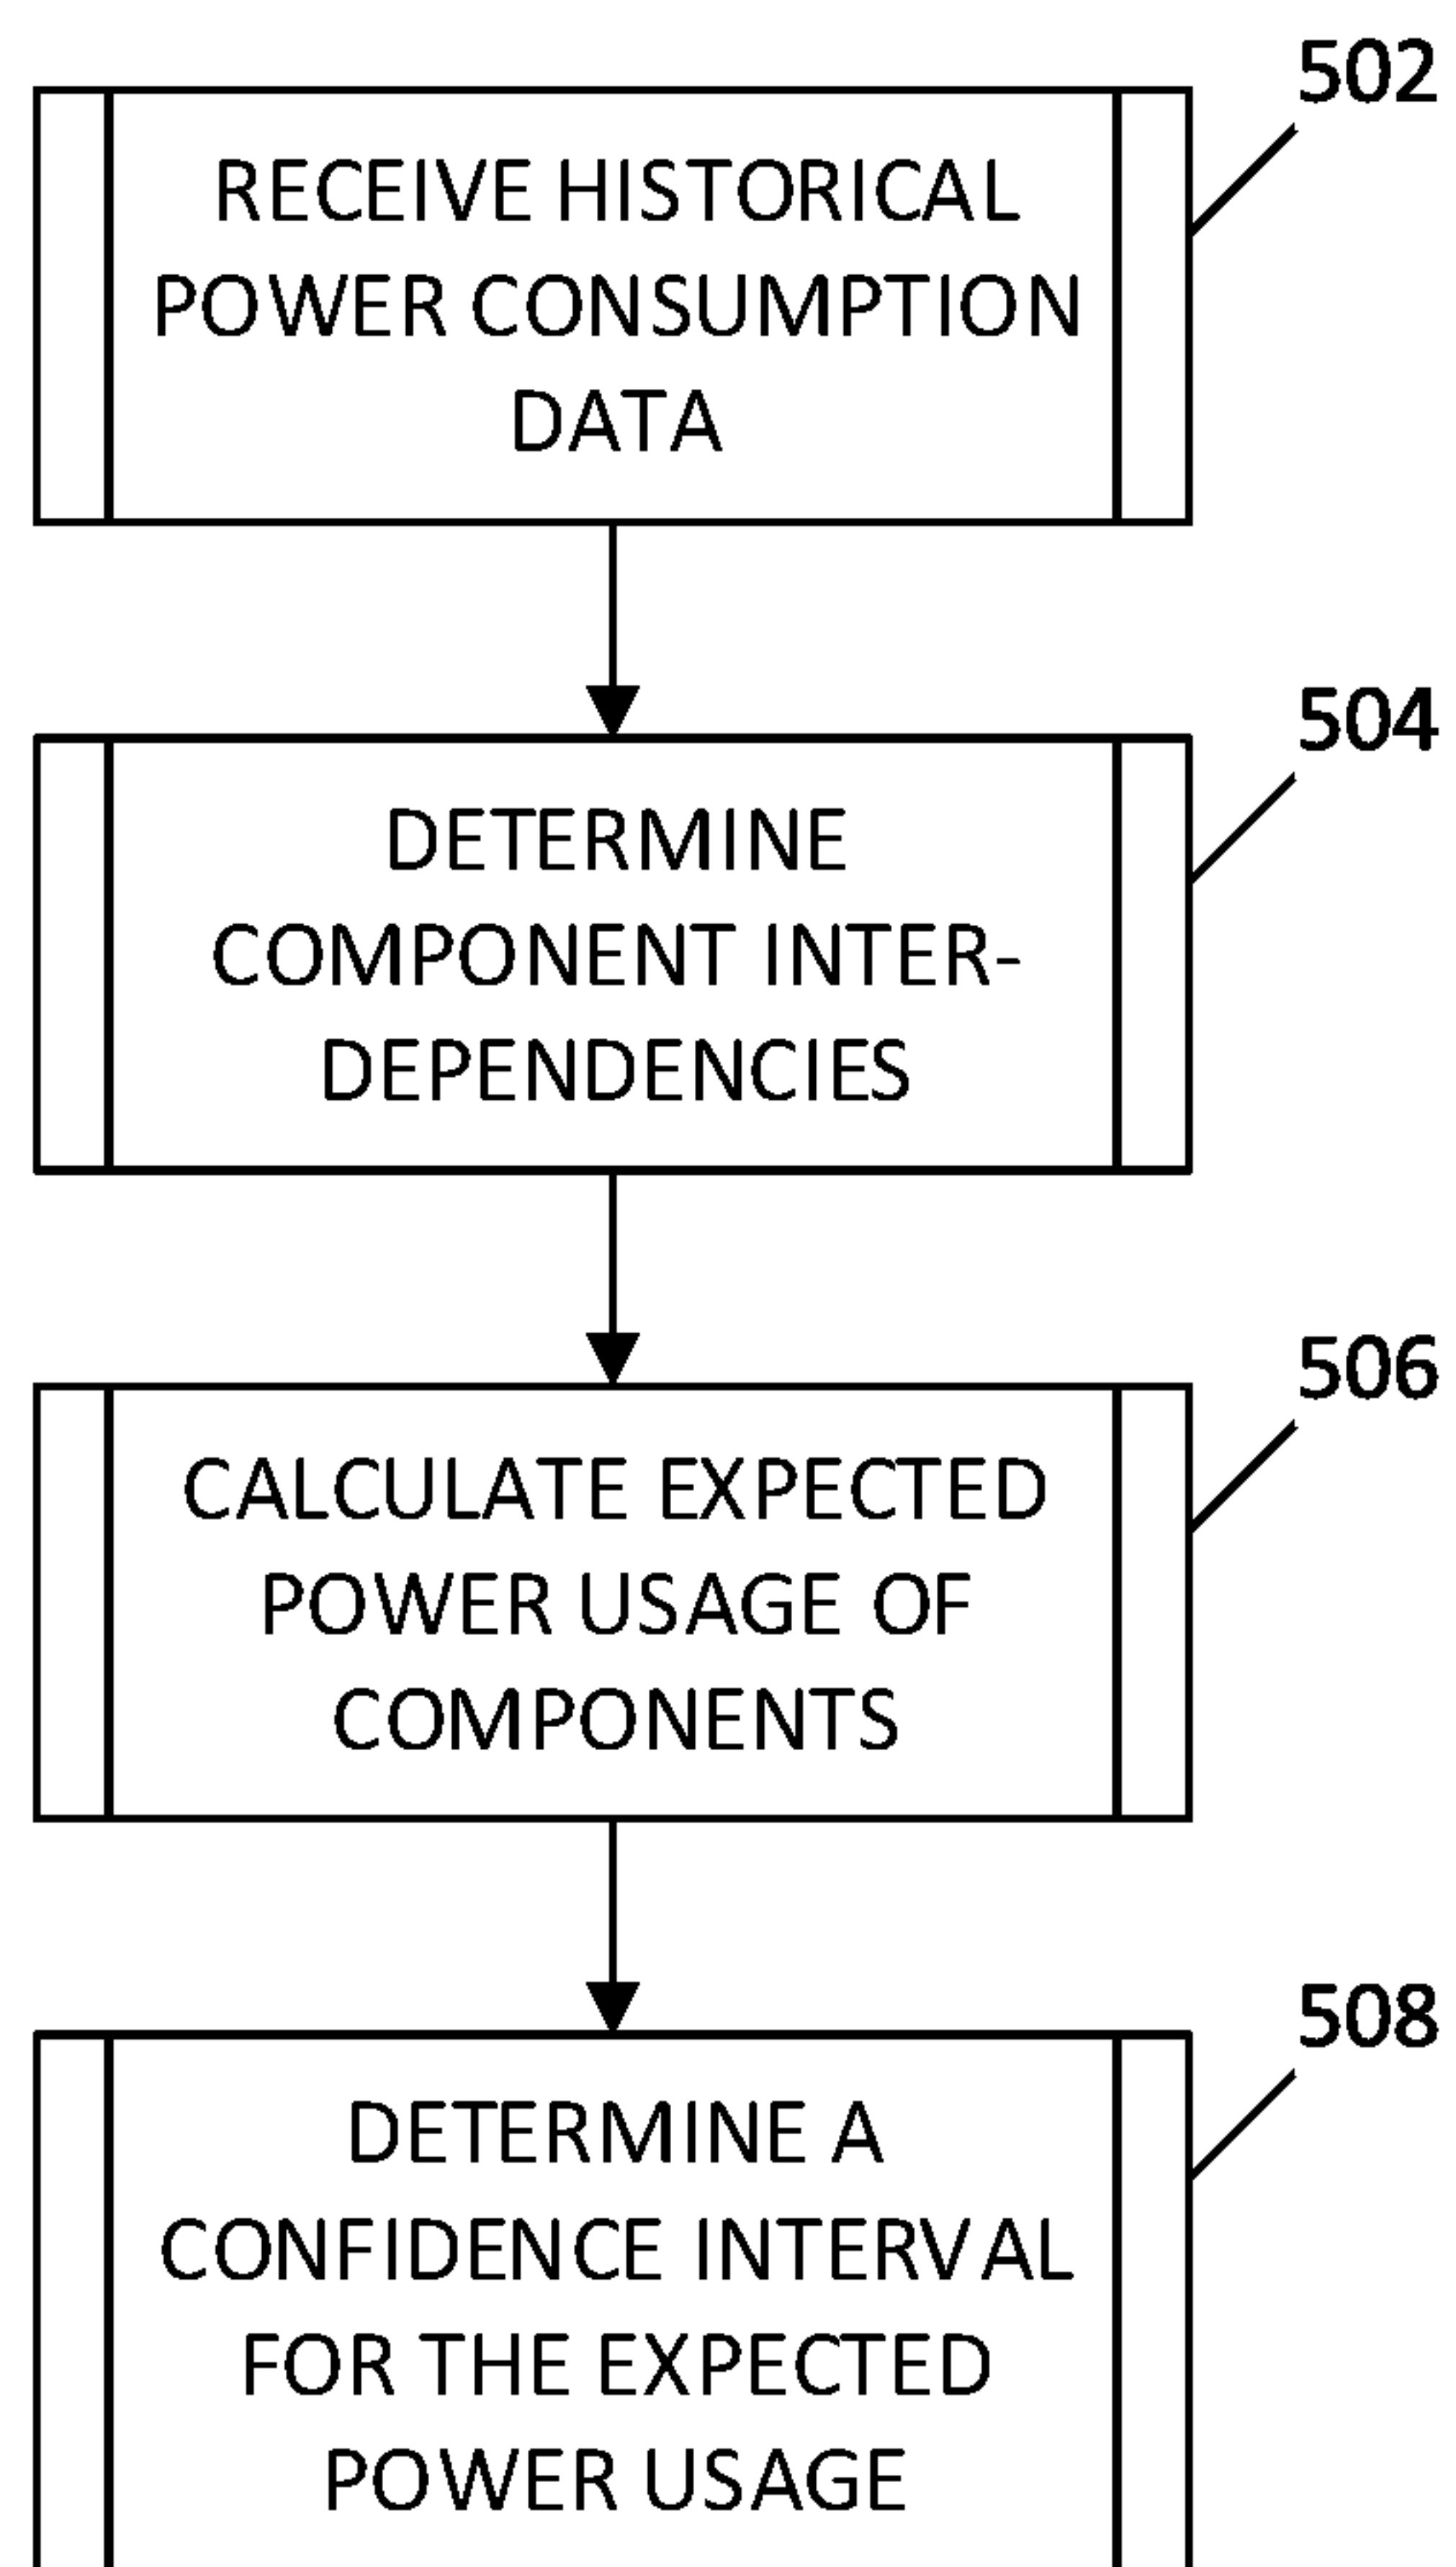 502
RECEIVE HISTORICAL
POWER CONSUMPTION
DATA
504
DETERMINE
COMPONENT INTER-
DEPENDENCIES
506
CALCULATE EXPECTED
POWER USAGE OF
COMPONENTS
508
DETERMINE A
CONFIDENCE INTERVAL
FOR THE EXPECTED
POWER USAGE